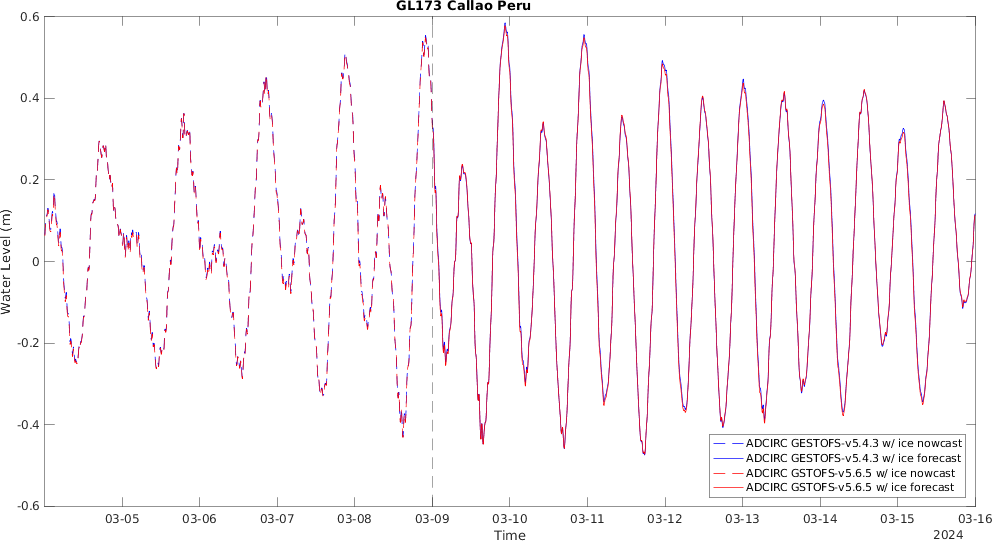 GL173 Callao Peru
0.6
0.4
0.2
0
-0.2
-0.4
-0.6
Water Level (m)
03-05 03-06 03-07 03-08 03-09 03-10 03-11 03-12 03-13 03-14 03-15 03-16
Time
2024
ADCIRC GESTOFS-v5.4.3 w/ ice nowcast
ADCIRC GESTOFS-v5.4.3 w/ ice forecast
ADCIRC GSTOFS-v5.6.5 w/ ice nowcast
ADCIRC GSTOFS-v5.6.5 w/ ice forecast